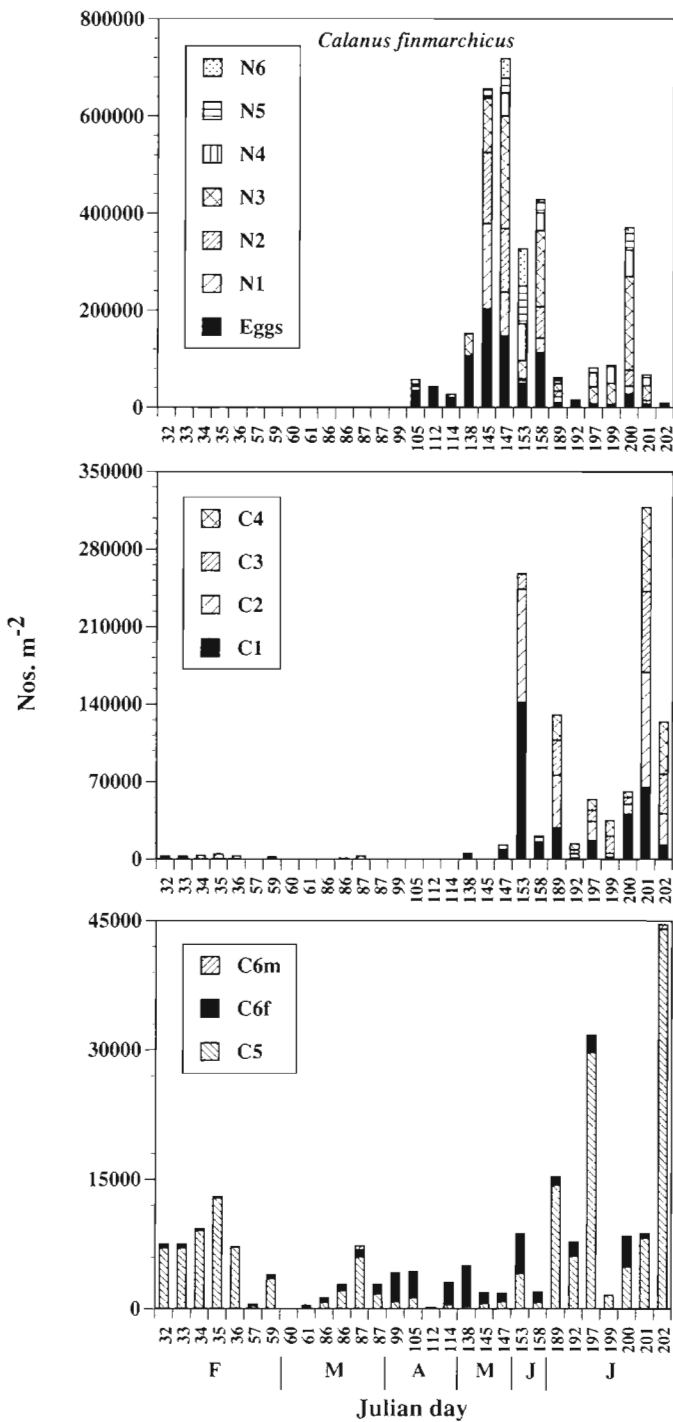 Calanus finmarchicus
800000
600000
400000
200000
0
N6
N5
N4
N3
N2
N1
Eggs
32 33 34 35 36 57 59 60 61 86 86 87 87 99 105 112 114 138 145 147 153 158 189 192 197 199 200 201 202
Nos. m-2
350000
280000
210000
140000
70000
0
C4
C3
C2
C1
32 33 34 35 36 57 59 60 61 86 86 87 87 99 105 112 114 138 145 147 153 158 189 192 197 199 200 201 202
45000
30000
15000
0
C6m
C6f
C5
32 33 34 35 36 57 59 60 61 86 86 87 87 99 105 112 114 138 145 147 153 158 189 192 197 199 200 201 202
F M A M J J
Julian day